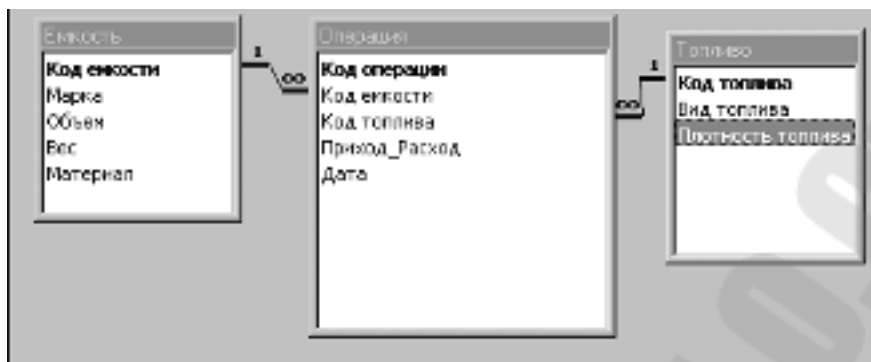 Емкость
Код емкости
Марка
Объем
Вес
Материал
1
∞
Операция
Код операции
Код емкости
Код топлива
Приход_Расход
Дата
1
∞
Топливо
Код топлива
Вид топлива
Плотность топлива